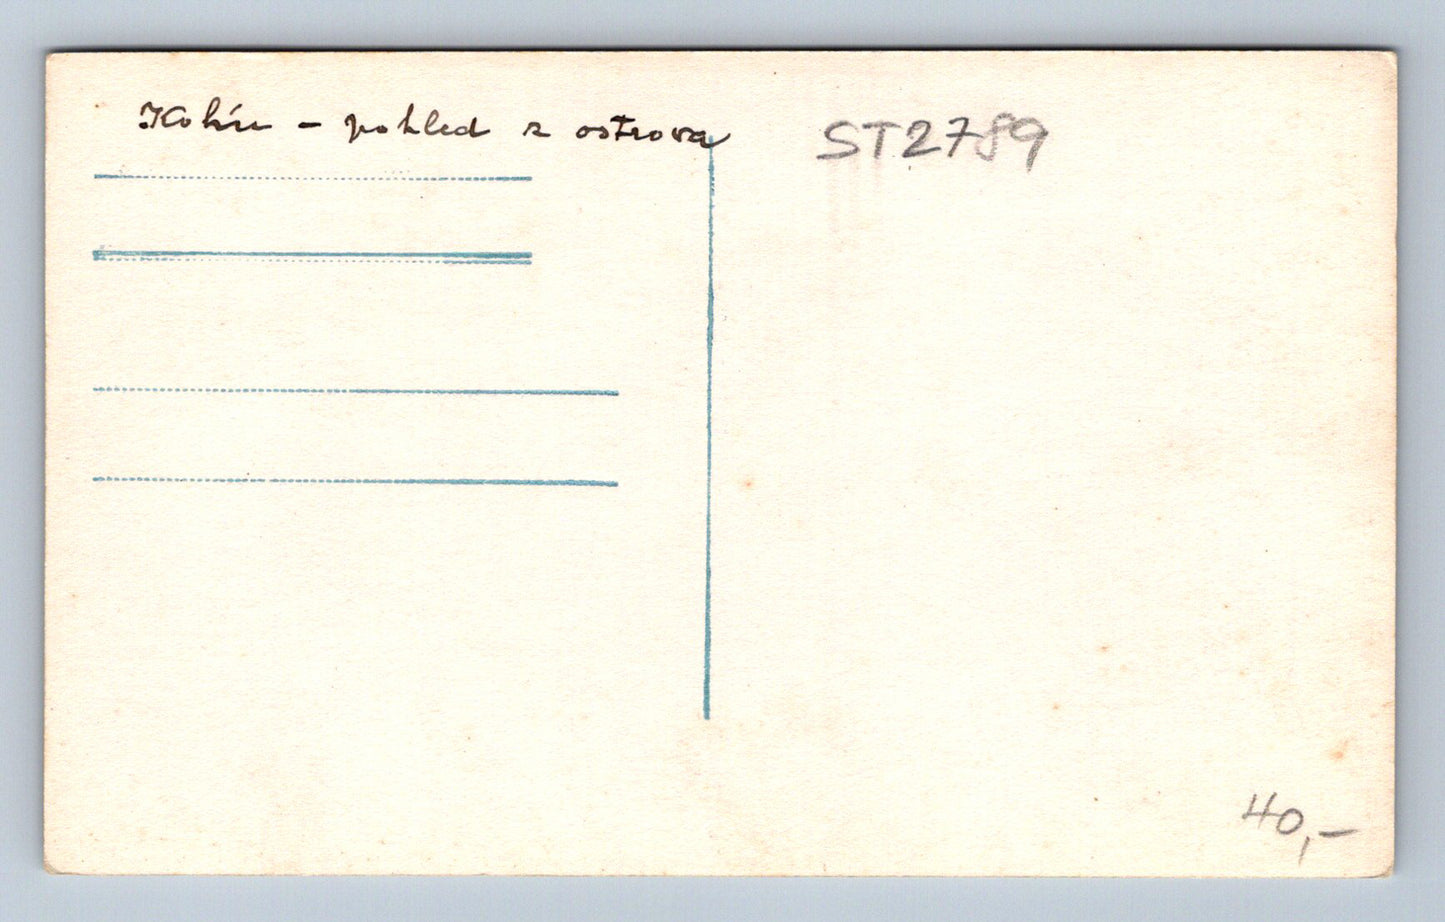 Kolín - pohled z ostrova
ST2789
40,-